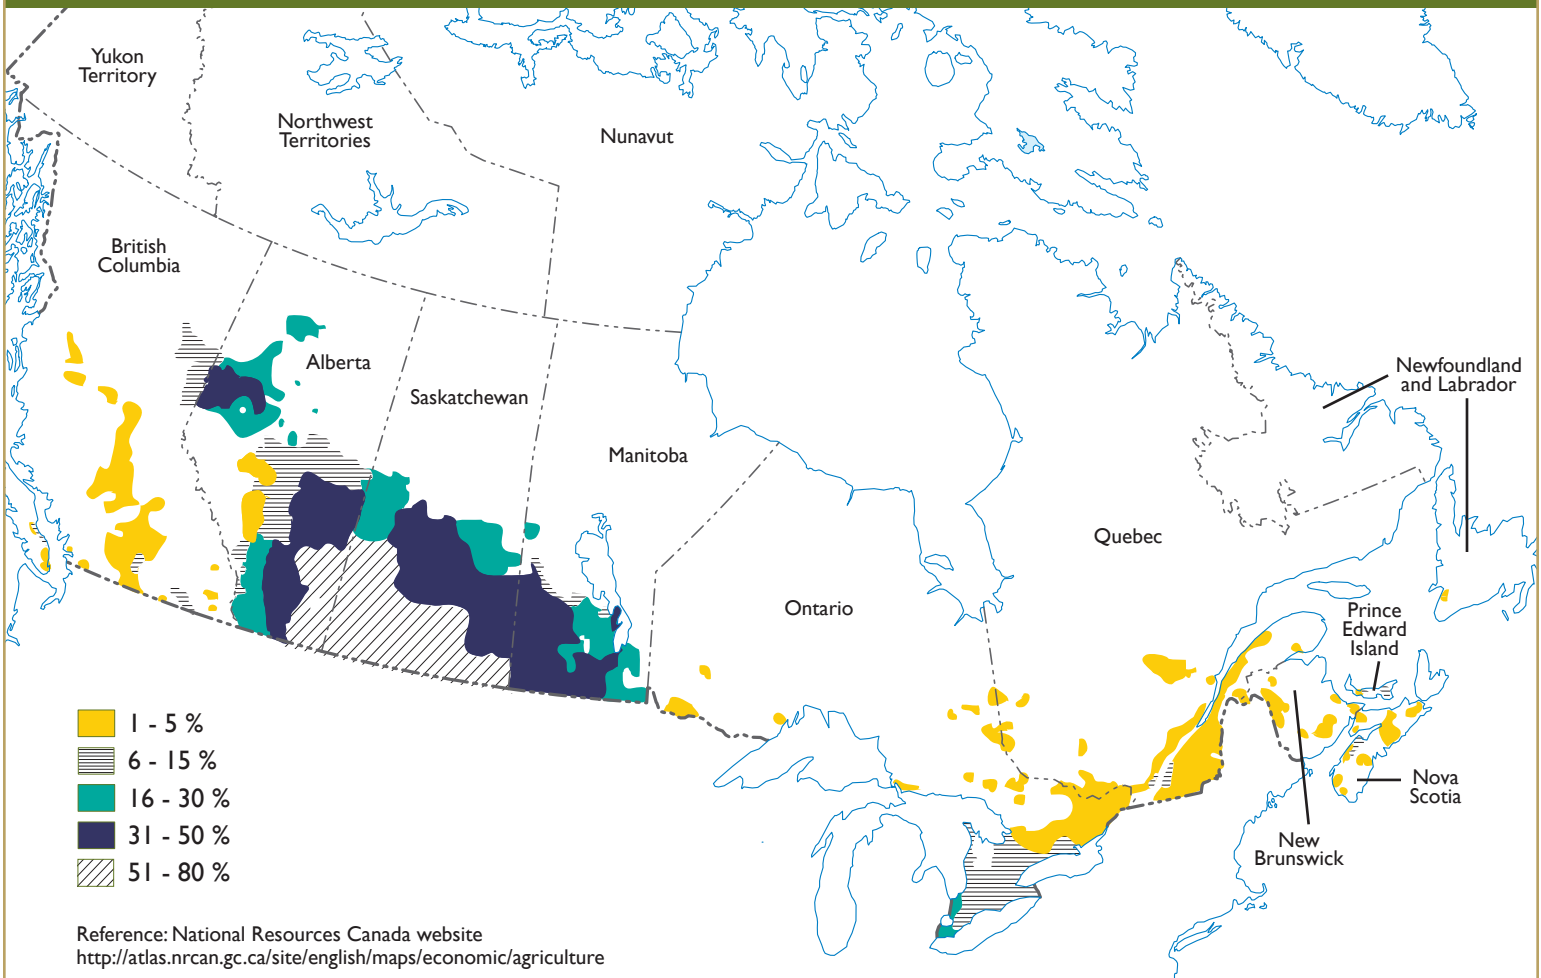 Yukon
Territory
Northwest
Territories
Nunavut
British
Columbia
Alberta
Saskatchewan
Manitoba
Ontario
Quebec
Newfoundland
and Labrador
Prince
Edward
Island
Nova
Scotia
New
Brunswick
1 - 5 %
6 - 15 %
16 - 30 %
31 - 50 %
51 - 80 %
Reference: National Resources Canada website
http://atlas.nrcan.gc.ca/site/english/maps/economic/agriculture